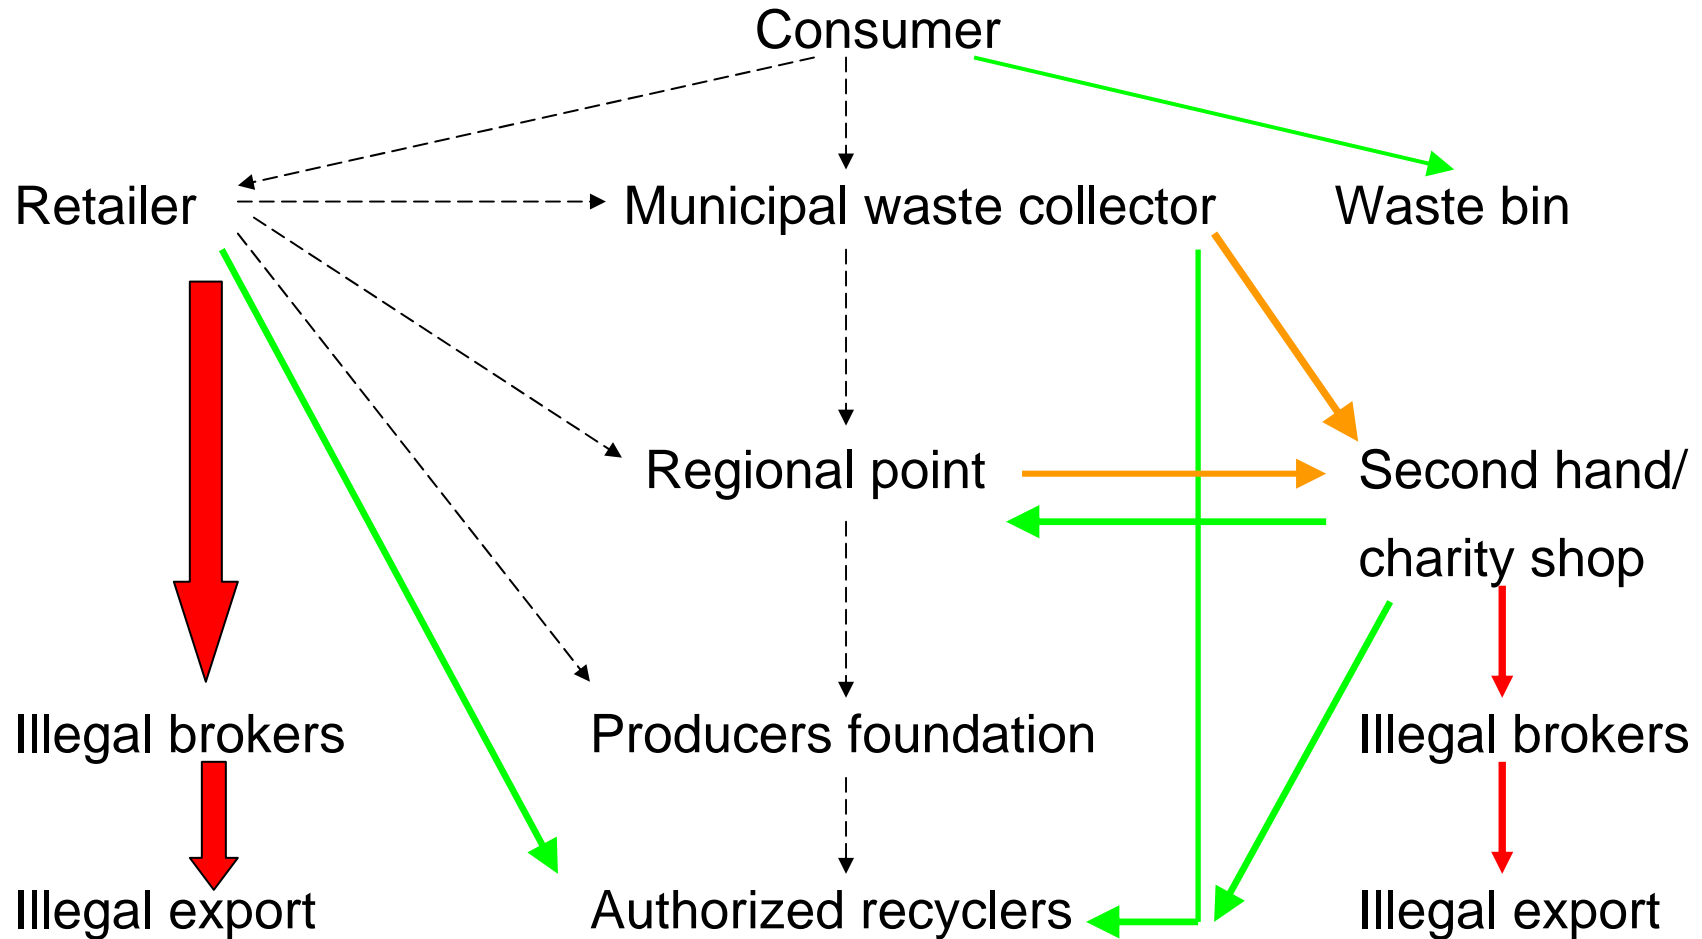 Consumer
Retailer
Municipal waste collector
Waste bin
Regional point
Second hand/
charity shop
Illegal brokers
Producers foundation
Illegal brokers
Illegal export
Authorized recyclers
Illegal export